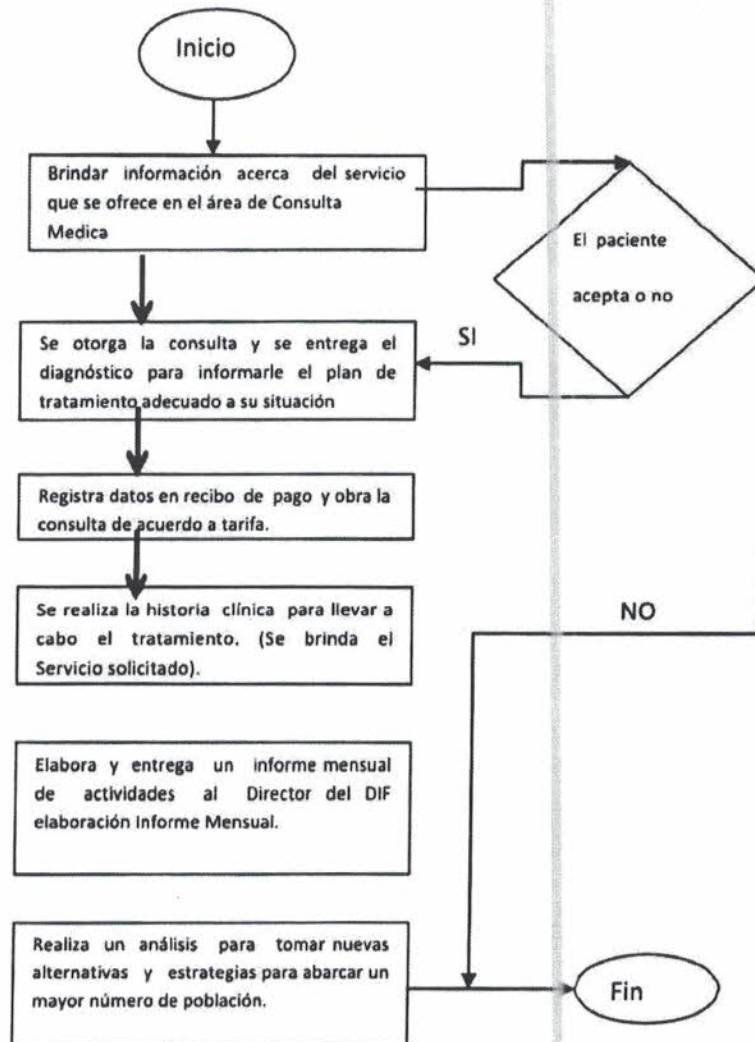 Inicio
Brindar información acerca del servicio
que se ofrece en el área de Consulta
Medica
El paciente
acepta o no
SI
Se otorga la consulta y se entrega el
diagnóstico para informarle el plan de
tratamiento adecuado a su situación
Registra datos en recibo de pago y obra la
consulta de acuerdo a tarifa.
Se realiza la historia clínica para llevar a
cabo el tratamiento. (Se brinda el
Servicio solicitado).
NO
Elabora y entrega un informe mensual
de actividades al Director del DIF
elaboración Informe Mensual.
Realiza un análisis para tomar nuevas
alternativas y estrategias para abarcar un
mayor número de población.
Fin